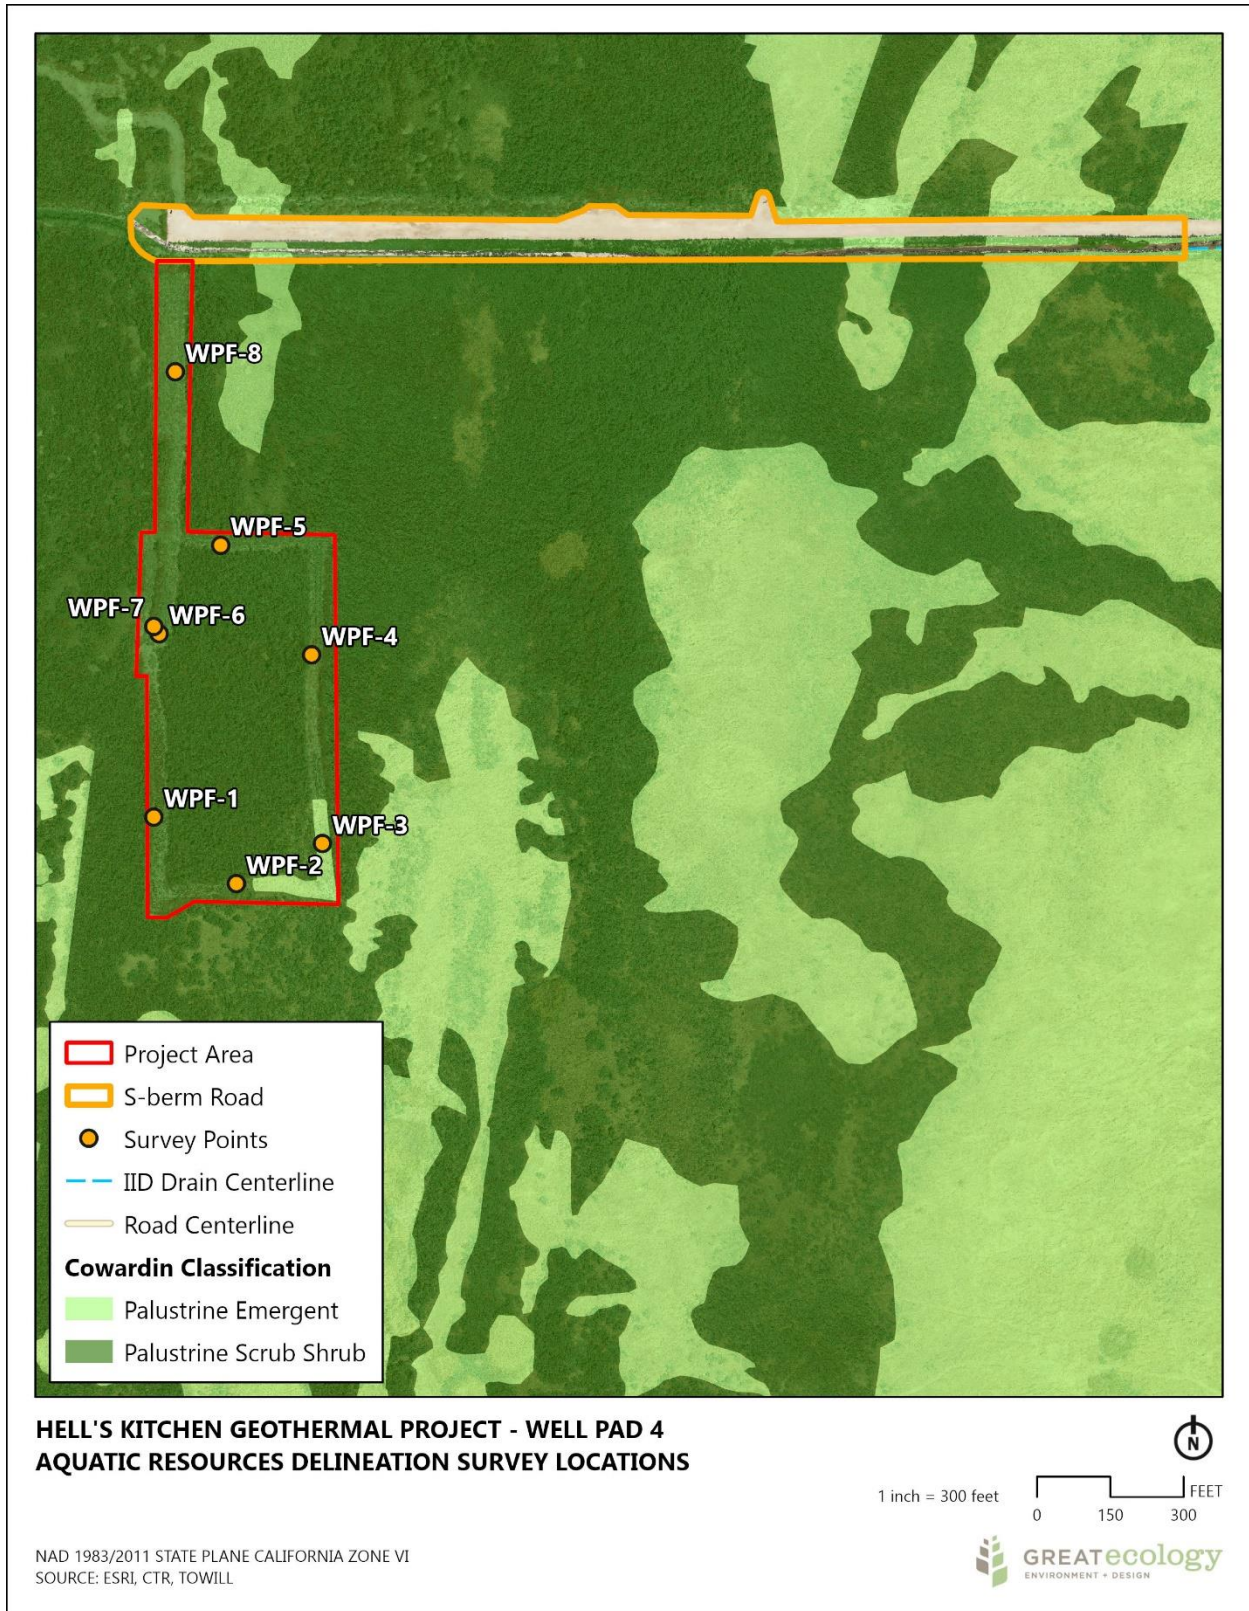 WPF-8
WPF-5
WPF-7
WPF-6
WPF-4
WPF-1
WPF-3
WPF-2
Project Area
S-berm Road
Survey Points
IID Drain Centerline
Road Centerline
Cowardin Classification
Palustrine Emergent
Palustrine Scrub Shrub
HELL'S KITCHEN GEOTHERMAL PROJECT - WELL PAD 4
AQUATIC RESOURCES DELINEATION SURVEY LOCATIONS
N
1 inch = 300 feet
FEET
0 150 300
NAD 1983/2011 STATE PLANE CALIFORNIA ZONE VI
SOURCE: ESRI, CTR, TOWILL
GREATecology
ENVIRONMENT + DESIGN